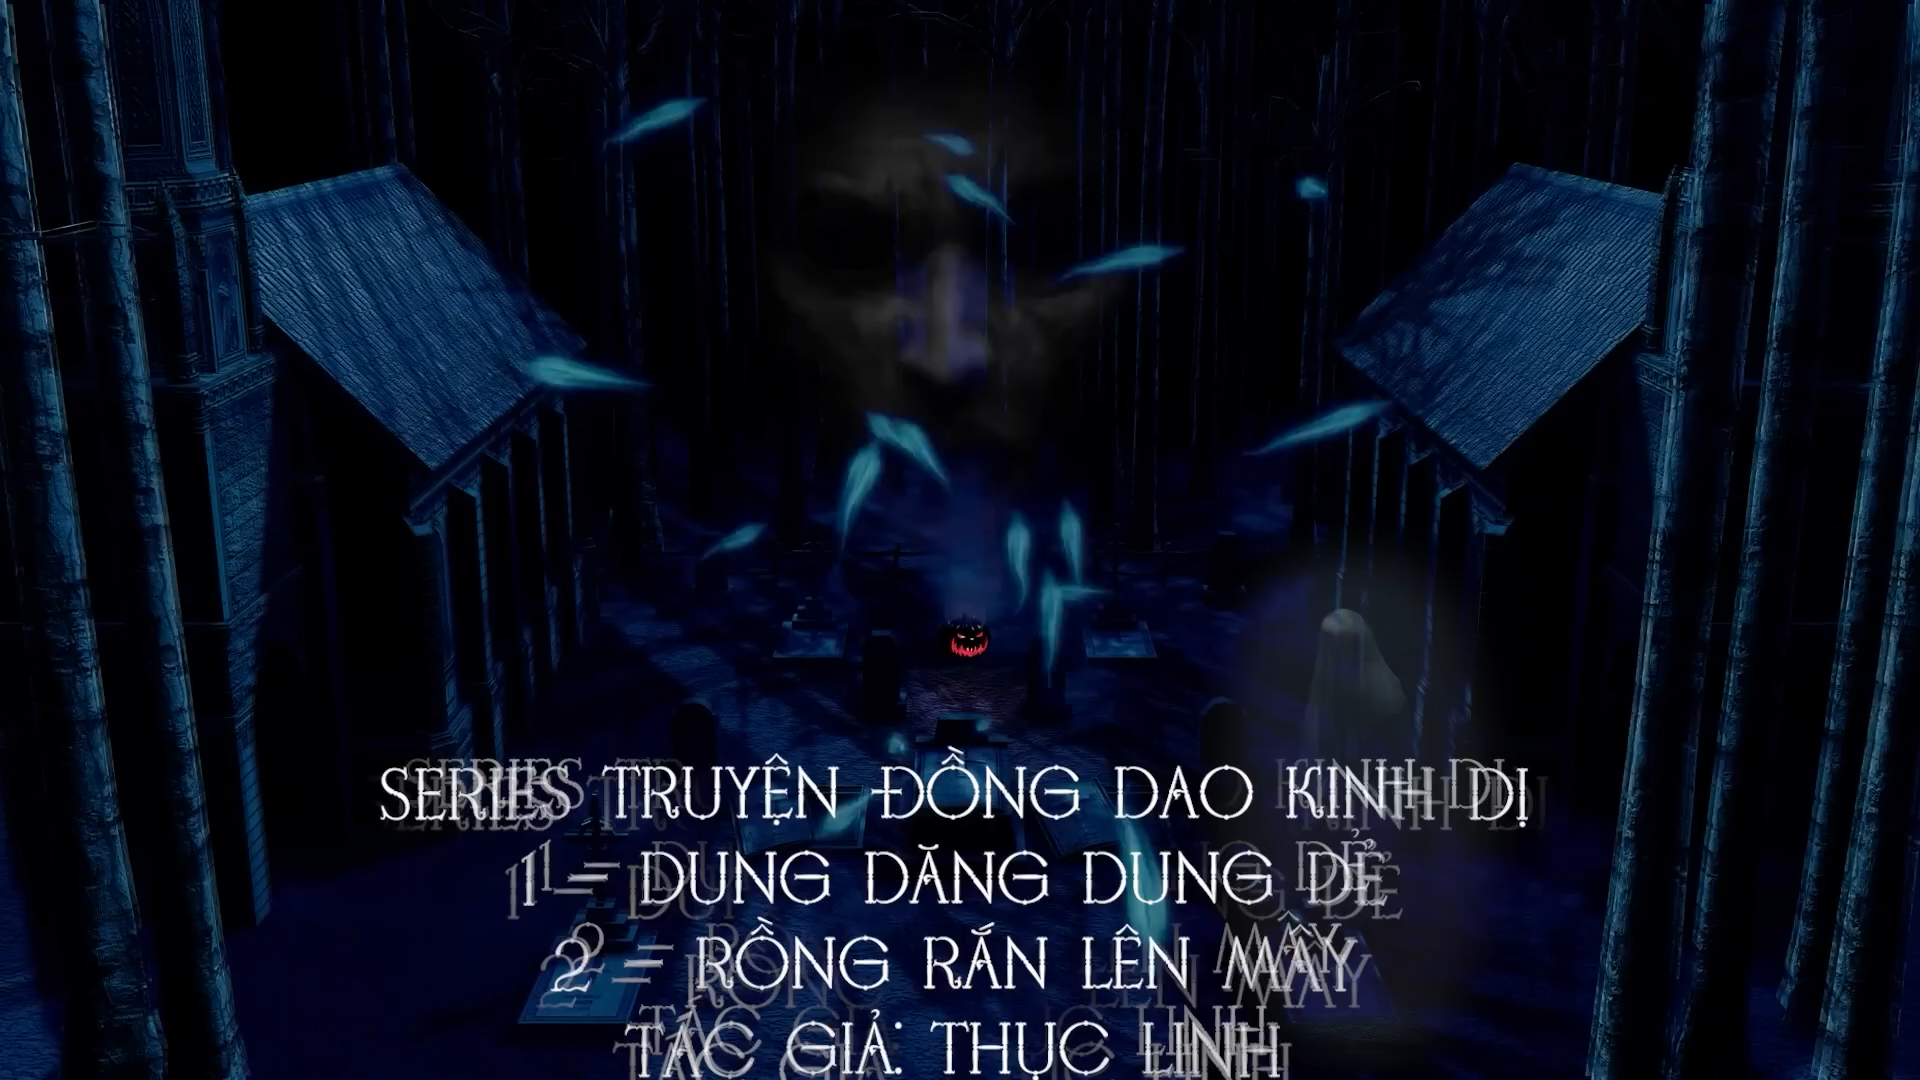 SERIES TRUYỆN ĐỒNG DAO KINH DỊ
1 - DUNG DĂNG DUNG DẺ
2 - RỒNG RẮN LÊN MÂY
TÁC GIẢ: THỤC LINH